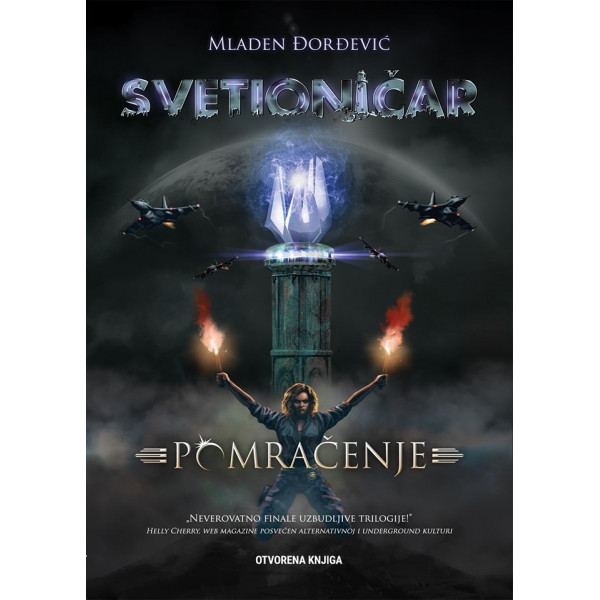 Mladen Đorđević
SVETIONIČAR
POMRAČENJE
„Neverovatno finale uzbudljive trilogije!"
Helly Cherry, web magazine posvećen alternativnoj i underground kulturi
OTVORENA KNJIGA